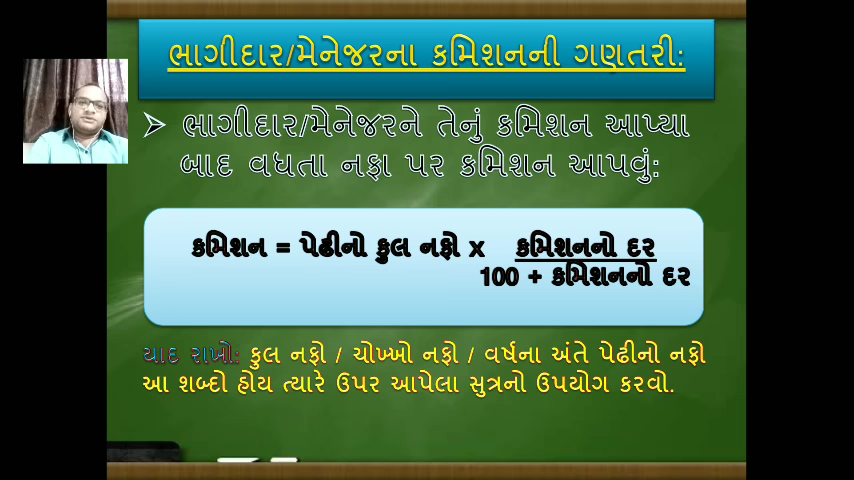 ભાગીદાર/મેનેજરના કમિશનની ગણતરી:
➢ ભાગીદાર/મેનેજરને તેનું કમિશન આપ્યા
બાદ વધતા નફા પર કમિશન આપવું:
કમિશન = પેઢીનો કુલ નફો x કમિશનનો દર
100 + કમિશનનો દર
યાદ રાખો: કુલ નફો / ચોખ્ખો નફો / વર્ષના અંતે પેઢીનો નફો
આ શબ્દો હોય ત્યારે ઉપર આપેલા સુત્રનો ઉપયોગ કરવો.